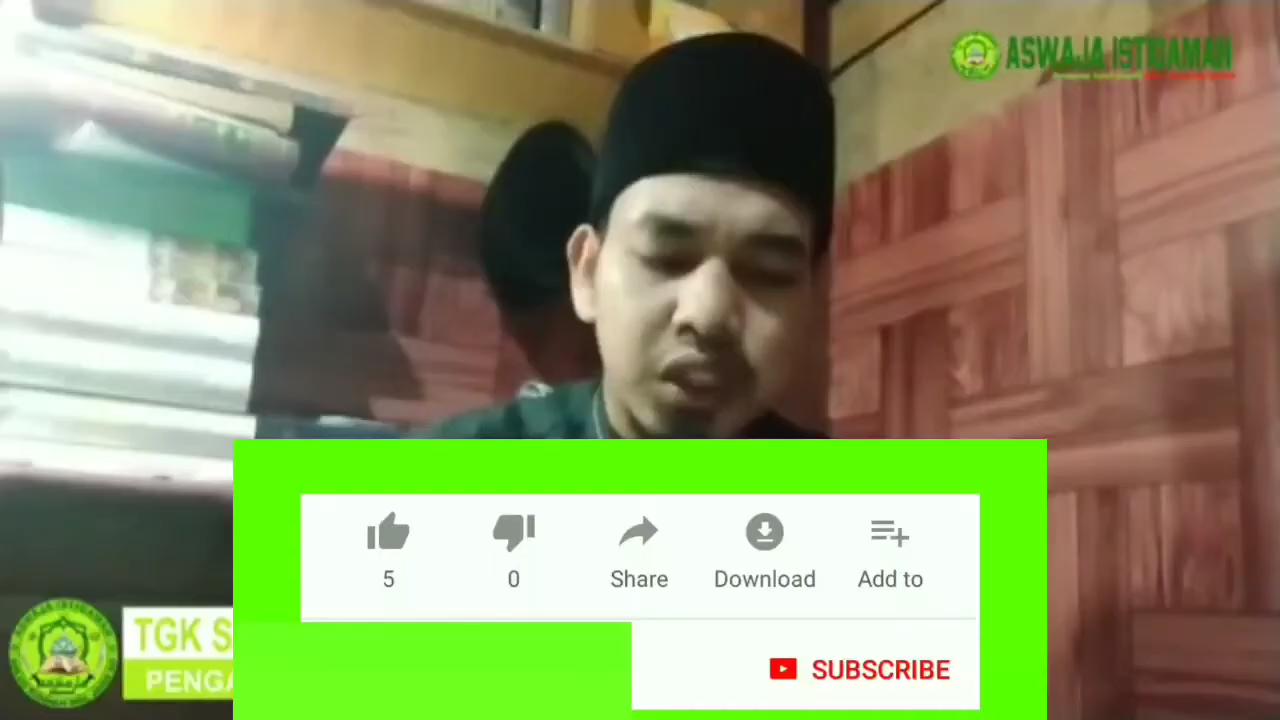 ASWAJA ISTIQAMAH
5
0
Share
Download
Add to
TGK S
PENGA
SUBSCRIBE